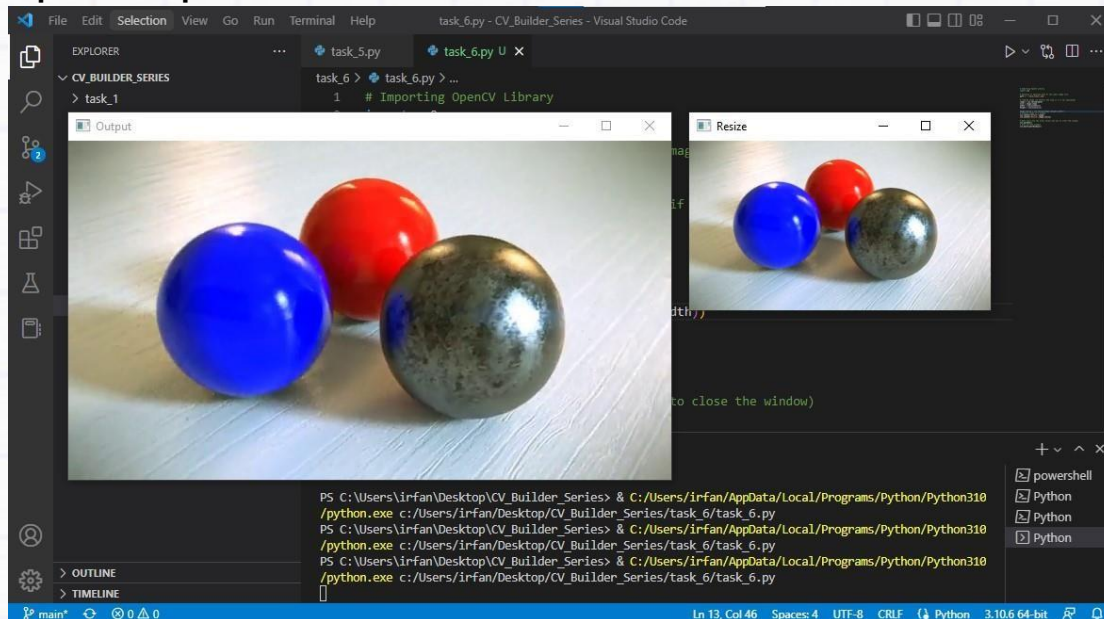 File Edit Selection View Go Run Terminal Help task_6.py - CV_Builder_Series - Visual Studio Code
EXPLORER
CV_BUILDER_SERIES
task_1
task_5.py
task_6.py U
task_6 > task_6.py > ...
1 # Importing OpenCV Library
Output
Resize
if
dth))
to close the window)
powershell
Python
Python
Python
PS C:\Users\irfan\Desktop\CV_Builder_Series> & C:/Users/irfan/AppData/Local/Programs/Python/Python310
/python.exe c:/Users/irfan/Desktop/CV_Builder_Series/task_6/task_6.py
PS C:\Users\irfan\Desktop\CV_Builder_Series> & C:/Users/irfan/AppData/Local/Programs/Python/Python310
/python.exe c:/Users/irfan/Desktop/CV_Builder_Series/task_6/task_6.py
PS C:\Users\irfan\Desktop\CV_Builder_Series> & C:/Users/irfan/AppData/Local/Programs/Python/Python310
/python.exe c:/Users/irfan/Desktop/CV_Builder_Series/task_6/task_6.py
OUTLINE
TIMELINE
2
main* 0 0 Ln 13, Col 46 Spaces: 4 UTF-8 CRLF Python 3.10.6 64-bit